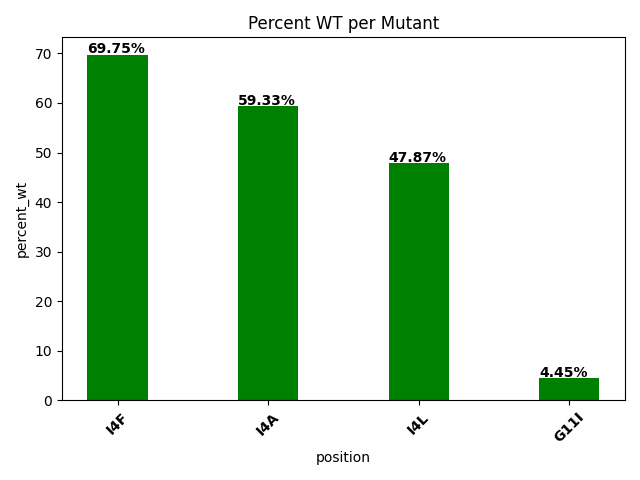 Percent WT per Mutant
percent_wt
70
60
50
40
30
20
10
0
69.75%
59.33%
47.87%
4.45%
I4F
I4A
I4L
G11I
position